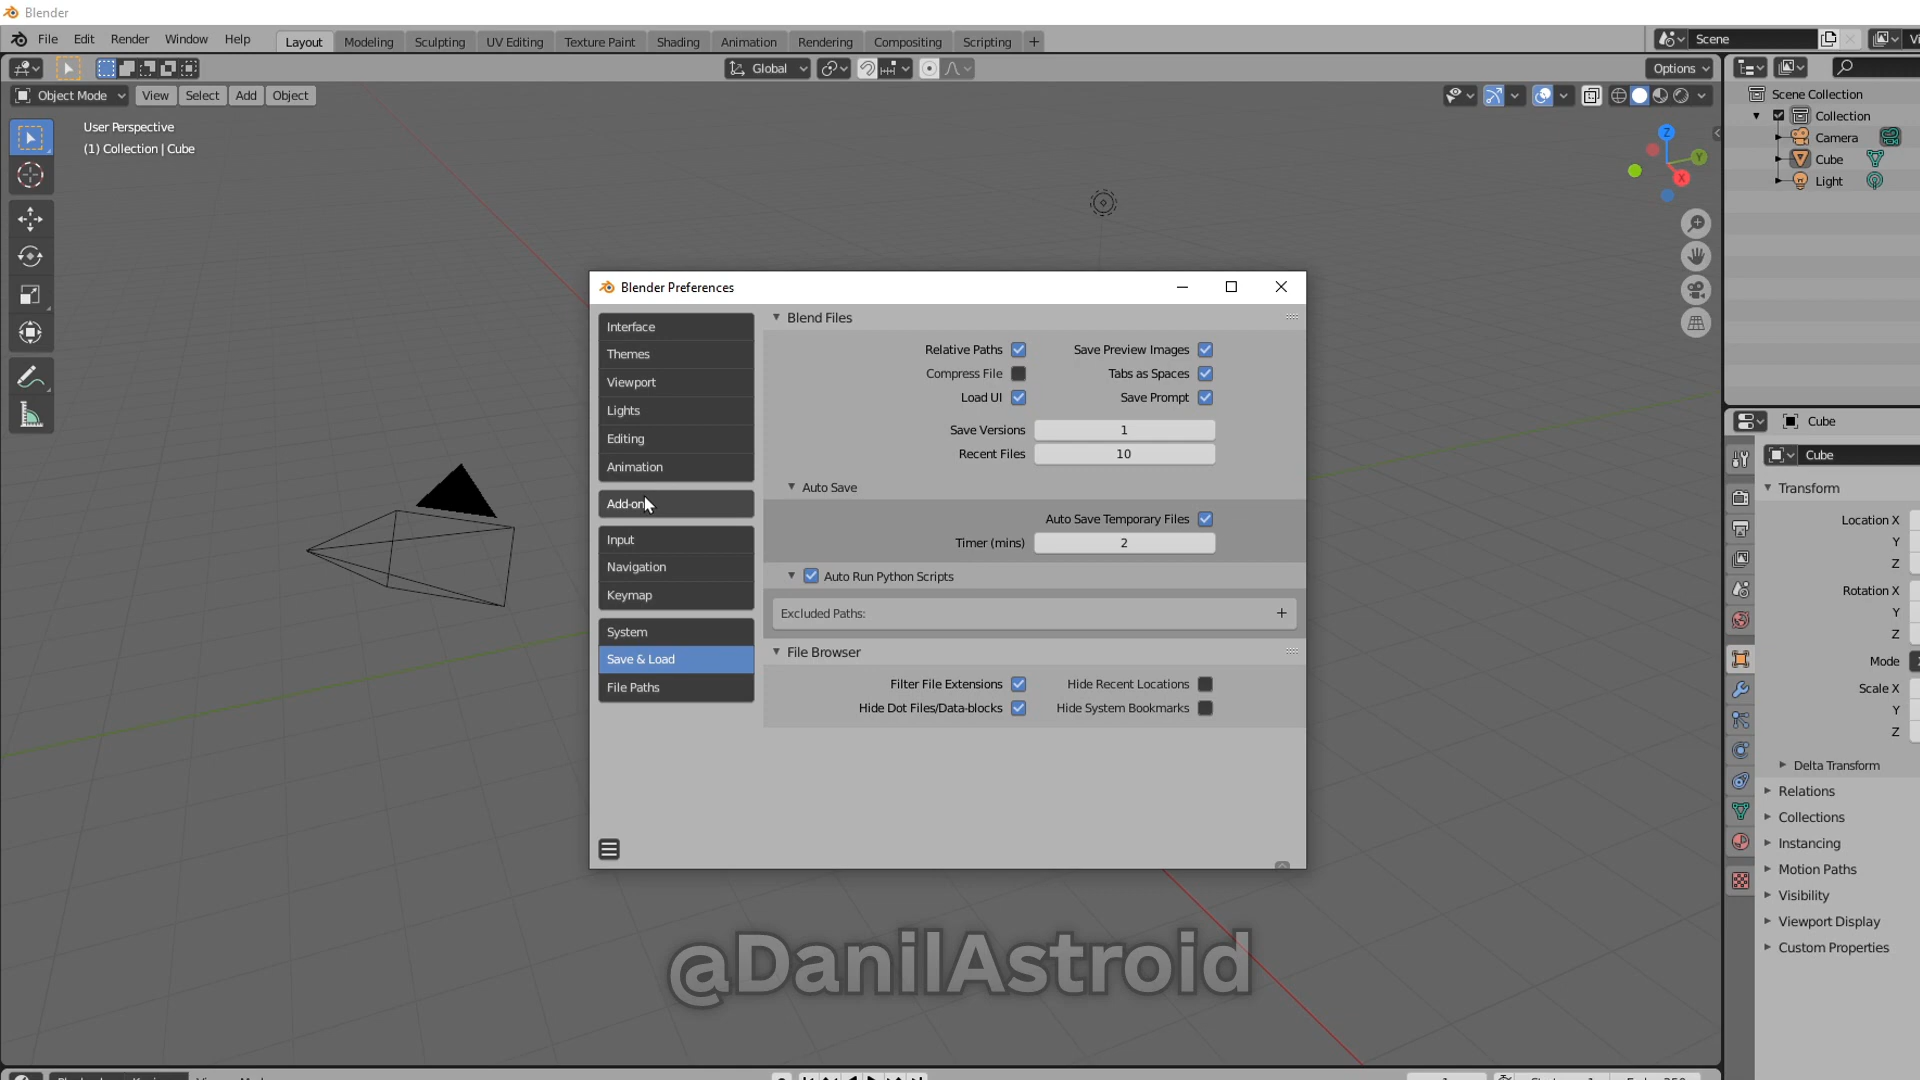 Blender
File Edit Render Window Help Layout Modeling Sculpting UV Editing Texture Paint Shading Animation Rendering Compositing Scripting + Scene
Global Options
Object Mode View Select Add Object
User Perspective
(1) Collection | Cube
Z
Y
X
Scene Collection
Collection
Camera
Cube
Light
Blender Preferences
Interface
Themes
Viewport
Lights
Editing
Animation
Input
Navigation
Keymap
System
Save & Load
File Paths
Blend Files
Relative Paths Save Preview Images
Compress File Tabs as Spaces
Load UI Save Prompt
Save Versions 1
Recent Files 10
Auto Save
Auto Save Temporary Files
Timer (mins) 2
Auto Run Python Scripts
Excluded Paths: +
File Browser
Filter File Extensions Hide Recent Locations
Hide Dot Files/Data-blocks Hide System Bookmarks
Cube
Cube
Transform
Location X
Y
Z
Rotation X
Y
Z
Mode
Scale X
Y
Z
Delta Transform
Relations
Collections
Instancing
Motion Paths
Visibility
Viewport Display
Custom Properties
@DanilAstroid